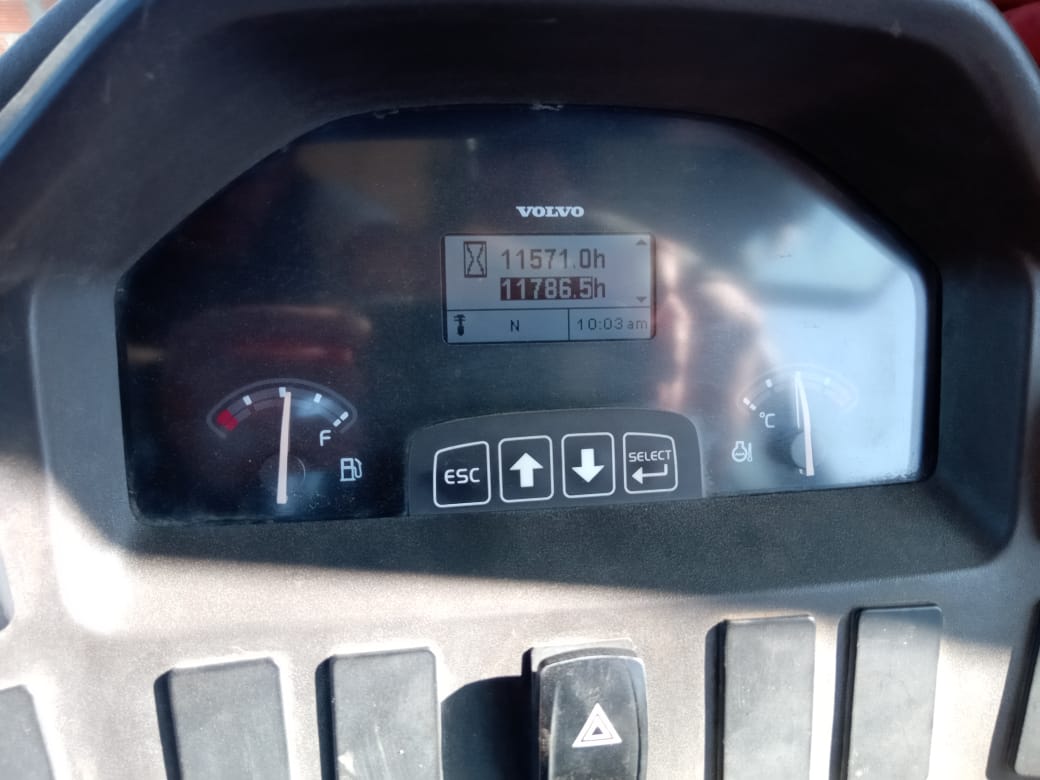 VOLVO
11571.0h
11786.5h
N 10:03 am
F
°C
ESC
SELECT